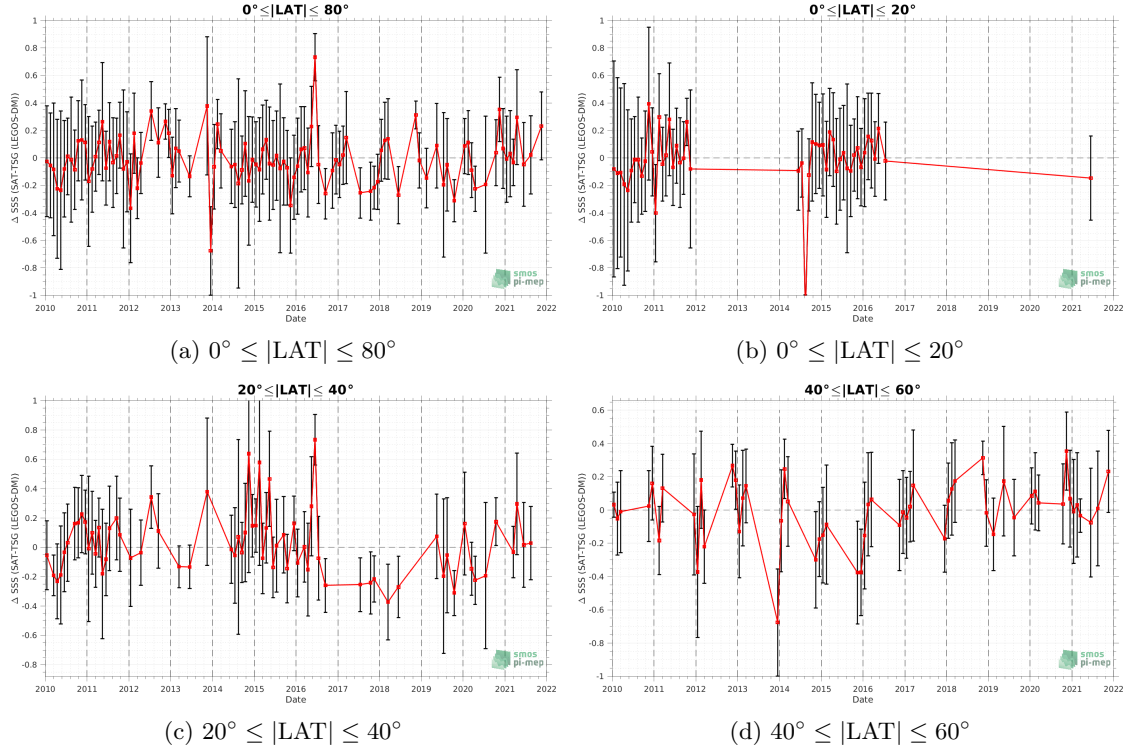 0°≤|LAT|≤ 80°
Δ SSS (SAT-TSG (LEGOS-DM))
1
0.8
0.6
0.4
0.2
0
-0.2
-0.4
-0.6
-0.8
-1
2010 2011 2012 2013 2014 2015 2016 2017 2018 2019 2020 2021 2022
Date
smos
pi-mep
(a) 0° ≤ |LAT| ≤ 80°
0°≤|LAT|≤ 20°
Δ SSS (SAT-TSG (LEGOS-DM))
1
0.8
0.6
0.4
0.2
0
-0.2
-0.4
-0.6
-0.8
-1
2010 2011 2012 2013 2014 2015 2016 2017 2018 2019 2020 2021 2022
Date
smos
pi-mep
(b) 0° ≤ |LAT| ≤ 20°
20°≤|LAT|≤ 40°
Δ SSS (SAT-TSG (LEGOS-DM))
1
0.8
0.6
0.4
0.2
0
-0.2
-0.4
-0.6
-0.8
2010 2011 2012 2013 2014 2015 2016 2017 2018 2019 2020 2021 2022
Date
smos
pi-mep
(c) 20° ≤ |LAT| ≤ 40°
40°≤|LAT|≤ 60°
Δ SSS (SAT-TSG (LEGOS-DM))
0.6
0.4
0.2
0
-0.2
-0.4
-0.6
-0.8
-1
2010 2011 2012 2013 2014 2015 2016 2017 2018 2019 2020 2021 2022
Date
smos
pi-mep
(d) 40° ≤ |LAT| ≤ 60°